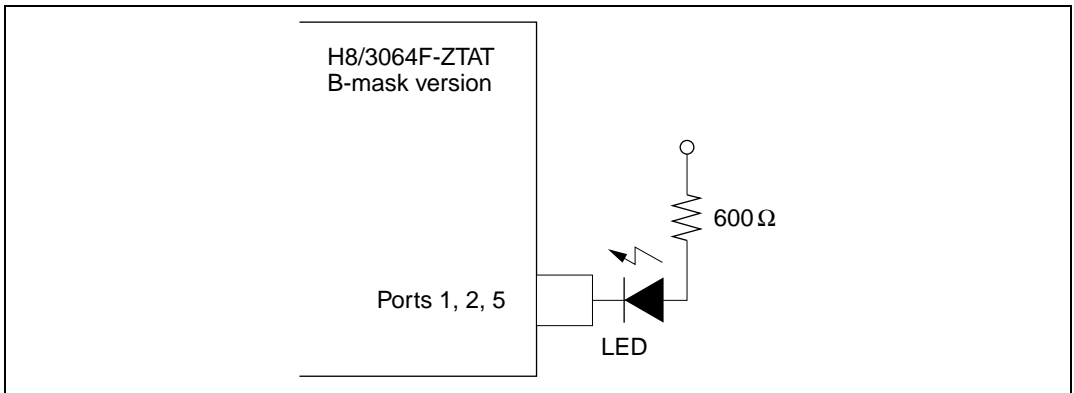 H8/3064F-ZTAT
B-mask version
600 Ω
Ports 1, 2, 5
LED